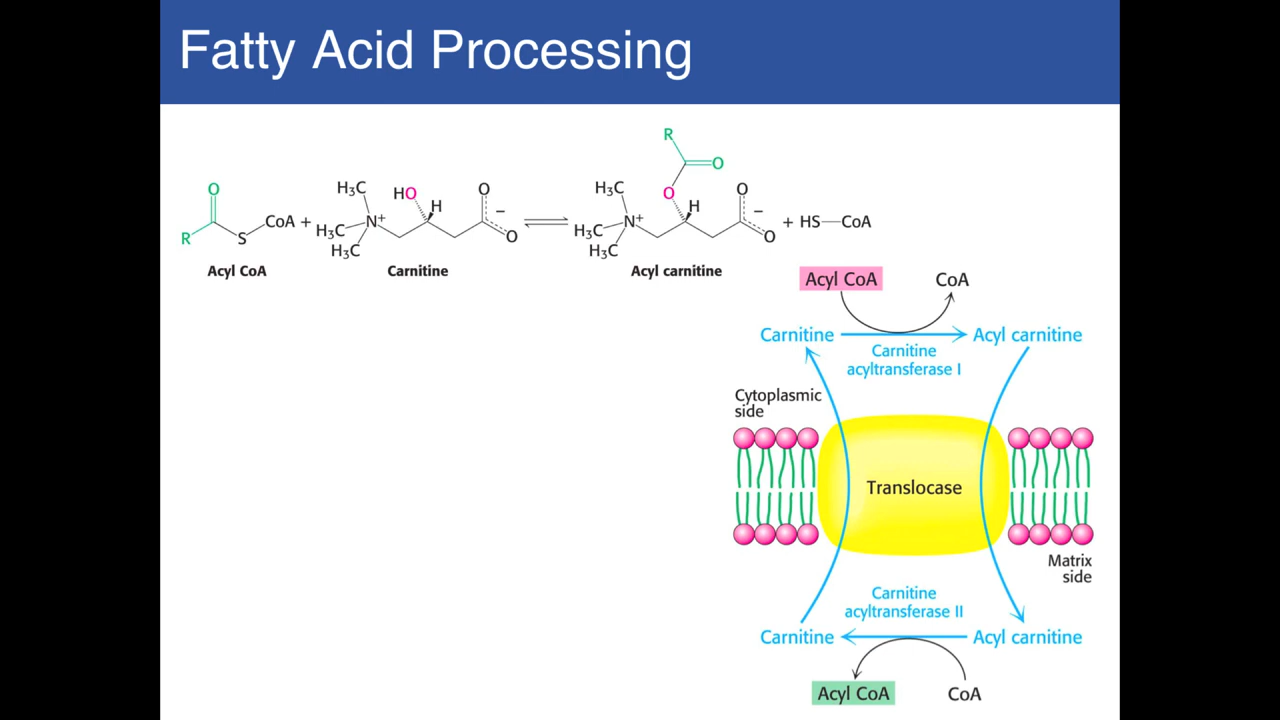 Fatty Acid Processing
O
R
S
CoA +
Acyl CoA
H₃C
H₃C
H₃C
N⁺
HO
H
O
O
−
Carnitine
R
O
O
H₃C
H₃C
H₃C
N⁺
H
O
O
−
Acyl carnitine
+ HS—CoA
Acyl CoA
CoA
Carnitine
Acyl carnitine
Carnitine
acyltransferase I
Cytoplasmic
side
Translocase
Matrix
side
Carnitine
acyltransferase II
Carnitine
Acyl carnitine
Acyl CoA
CoA